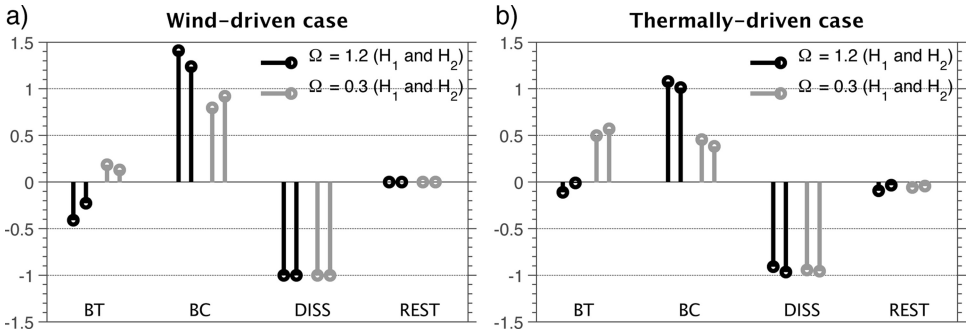 a)
Wind-driven case
1.5
1
0.5
0
-0.5
-1
-1.5
Ω = 1.2 (H₁ and H₂)
Ω = 0.3 (H₁ and H₂)
BT BC DISS REST
b)
Thermally-driven case
1.5
1
0.5
0
-0.5
-1
-1.5
Ω = 1.2 (H₁ and H₂)
Ω = 0.3 (H₁ and H₂)
BT BC DISS REST